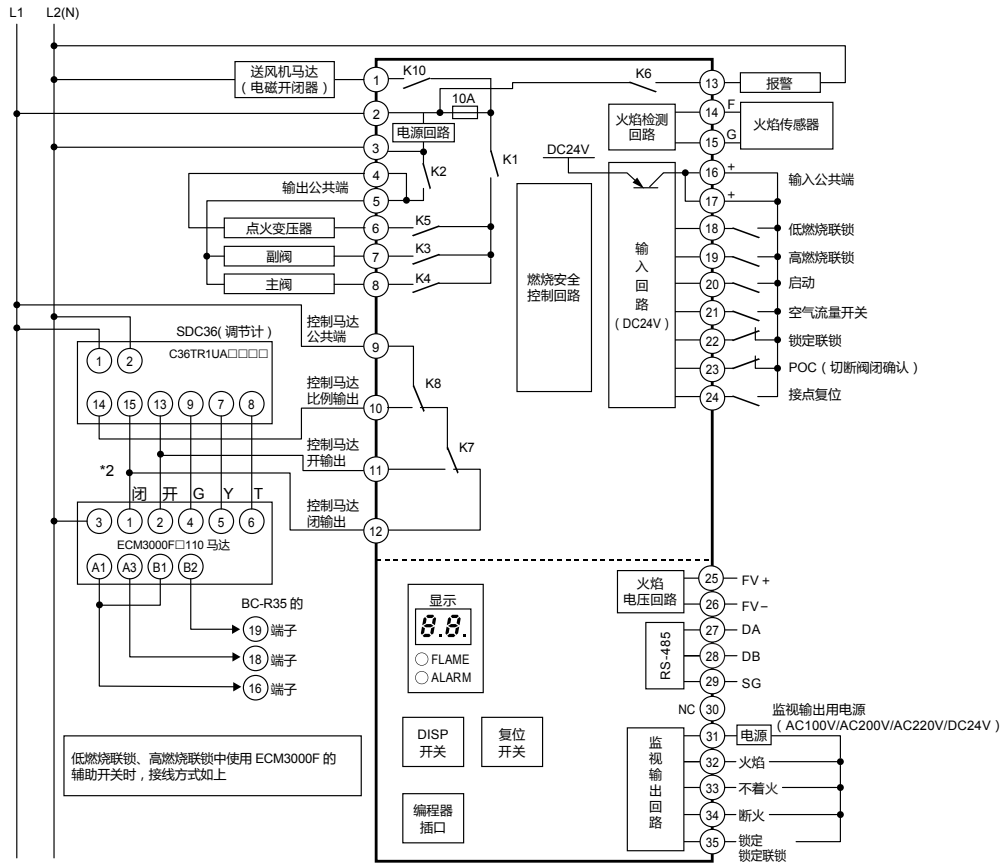 L1
L2(N)
送风机马达
（电磁开闭器）
1
K10
K6
13
报警
2
10A
14
F
火焰检测
回路
火焰传感器
电源回路
15
G
3
K1
DC24V
16
+
输入公共端
4
K2
输出公共端
5
17
+
点火变压器
6
K5
18
低燃烧联锁
副阀
7
K3
19
高燃烧联锁
主阀
8
K4
燃烧安全
控制回路
输
入
回
路
（DC24V）
20
启动
21
空气流量开关
22
锁定联锁
23
POC（切断阀闭确认）
24
接点复位
SDC36(调节计)
C36TR1UA□□□□
1
2
14
15
13
9
7
8
控制马达
公共端
9
K8
控制马达
比例输出
10
K7
控制马达
开输出
11
控制马达
闭输出
12
*2
闭 开 G Y T
3
1
2
4
5
6
ECM3000F□110 马达
A1
A3
B1
B2
BC-R35 的
19 端子
18 端子
16 端子
低燃烧联锁、高燃烧联锁中使用 ECM3000F 的
辅助开关时，接线方式如上
显示
8.8.
FLAME
ALARM
DISP
开关
复位
开关
编程器
插口
火焰
电压回路
25
FV+
26
FV−
RS-485
27
DA
28
DB
29
SG
NC 30
监视输出用电源
（AC100V/AC200V/AC220V/DC24V）
监
视
输
出
回
路
31
电源
32
火焰
33
不着火
34
断火
35
锁定
锁定联锁